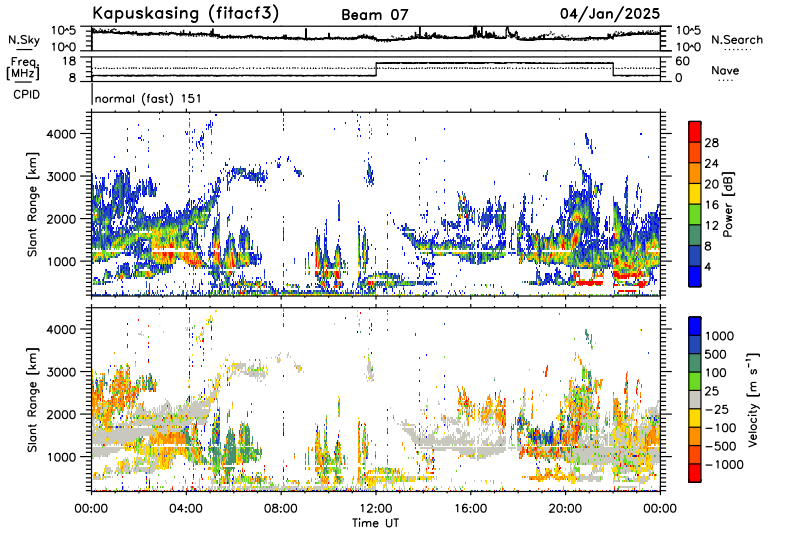 Kapuskasing (fitacf3) Beam 07 04/Jan/2025
N.Sky 10^5 10^0 10^5 10^0 N.Search
Freq. [MHz] 18 8 60 0 Nave
CPID normal (fast) 151
Slant Range [km]
4000
3000
2000
1000
Power [dB]
28
24
20
16
12
8
4
Slant Range [km]
4000
3000
2000
1000
Velocity [m s⁻¹]
1000
500
100
25
−25
−100
−500
−1000
00:00 04:00 08:00 12:00 16:00 20:00 00:00
Time UT